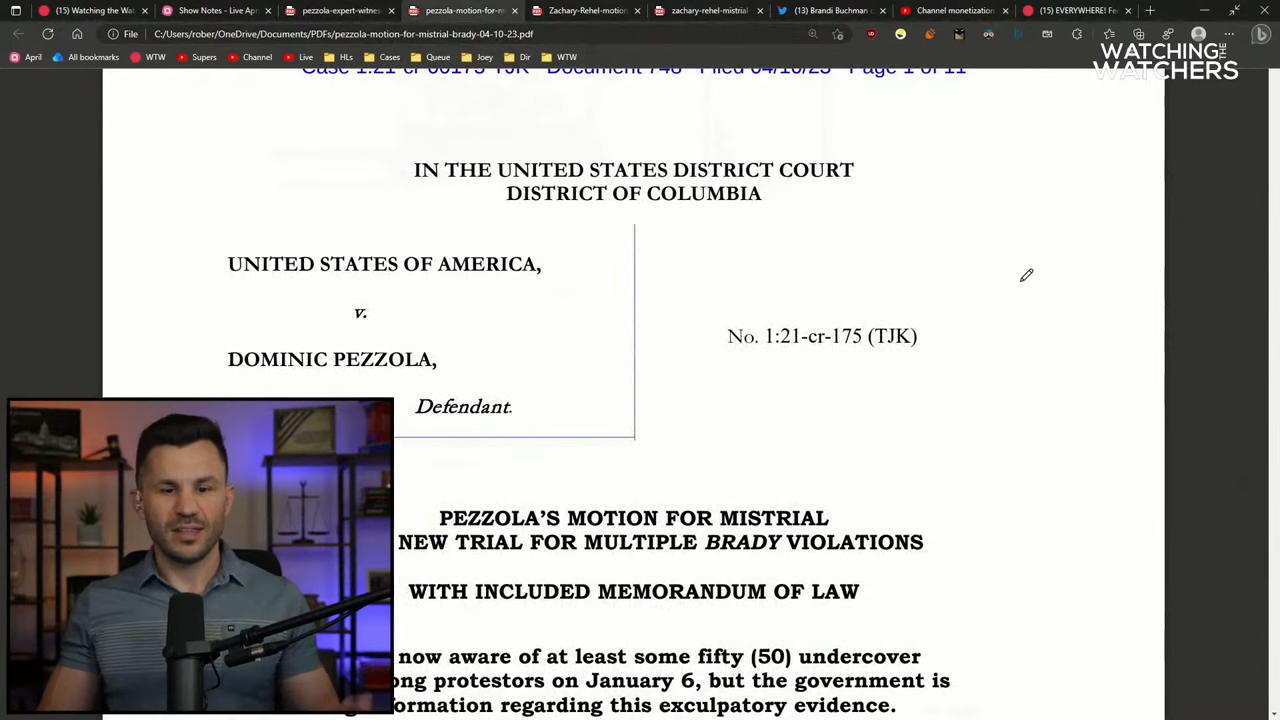 (15) Watching the Wat
Show Notes - Live Apr
pezzola-expert-witnes
pezzola-motion-for-m
Zachary-Rehel-motion
zachary-rehel-mistrial
(13) Brandi Buchman
Channel monetization
(15) EVERYWHERE! Fe
File C:/Users/rober/OneDrive/Documents/PDFs/pezzola-motion-for-mistrial-brady-04-10-23.pdf
April All bookmarks WTW Supers Channel Live HLs Cases Queue Joey Dir WTW
WATCHING THE
WATCHERS
Case 1:21-cr-00175-TJK Document 748 Filed 04/10/23 Page 1 of 11
IN THE UNITED STATES DISTRICT COURT
DISTRICT OF COLUMBIA
UNITED STATES OF AMERICA,
v.
No. 1:21-cr-175 (TJK)
DOMINIC PEZZOLA,
Defendant.
PEZZOLA'S MOTION FOR MISTRIAL
NEW TRIAL FOR MULTIPLE BRADY VIOLATIONS
WITH INCLUDED MEMORANDUM OF LAW
now aware of at least some fifty (50) undercover
ong protestors on January 6, but the government is
formation regarding this exculpatory evidence.